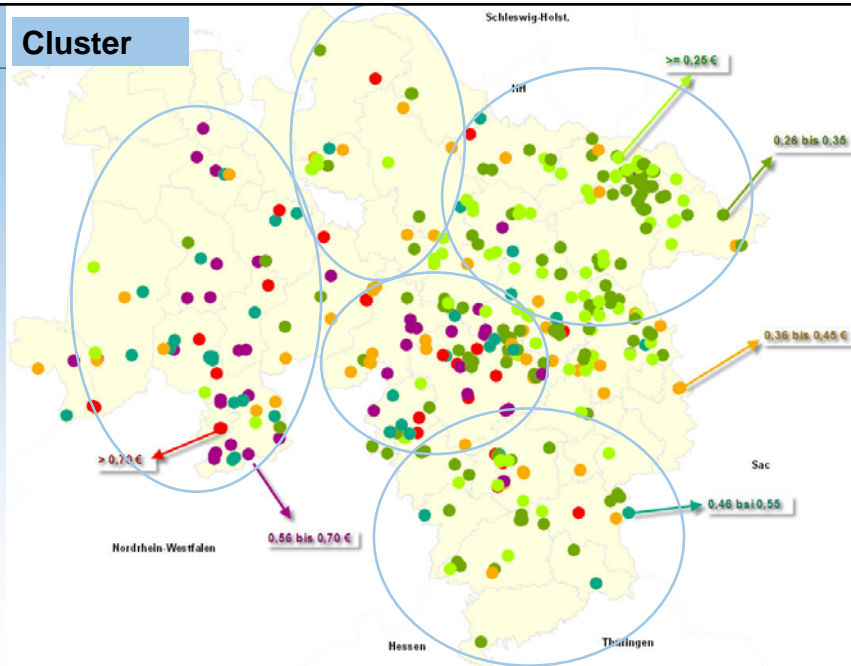 Schleswig-Holst.
Cluster
>= 0,25 €
HH
0,26 bis 0,35
0,36 bis 0,45 €
> 0,70 €
Sac
0,46 bsi 0,55
0,56 bis 0,70 €
Nordrhein-Westfalen
Hessen
Thüringen